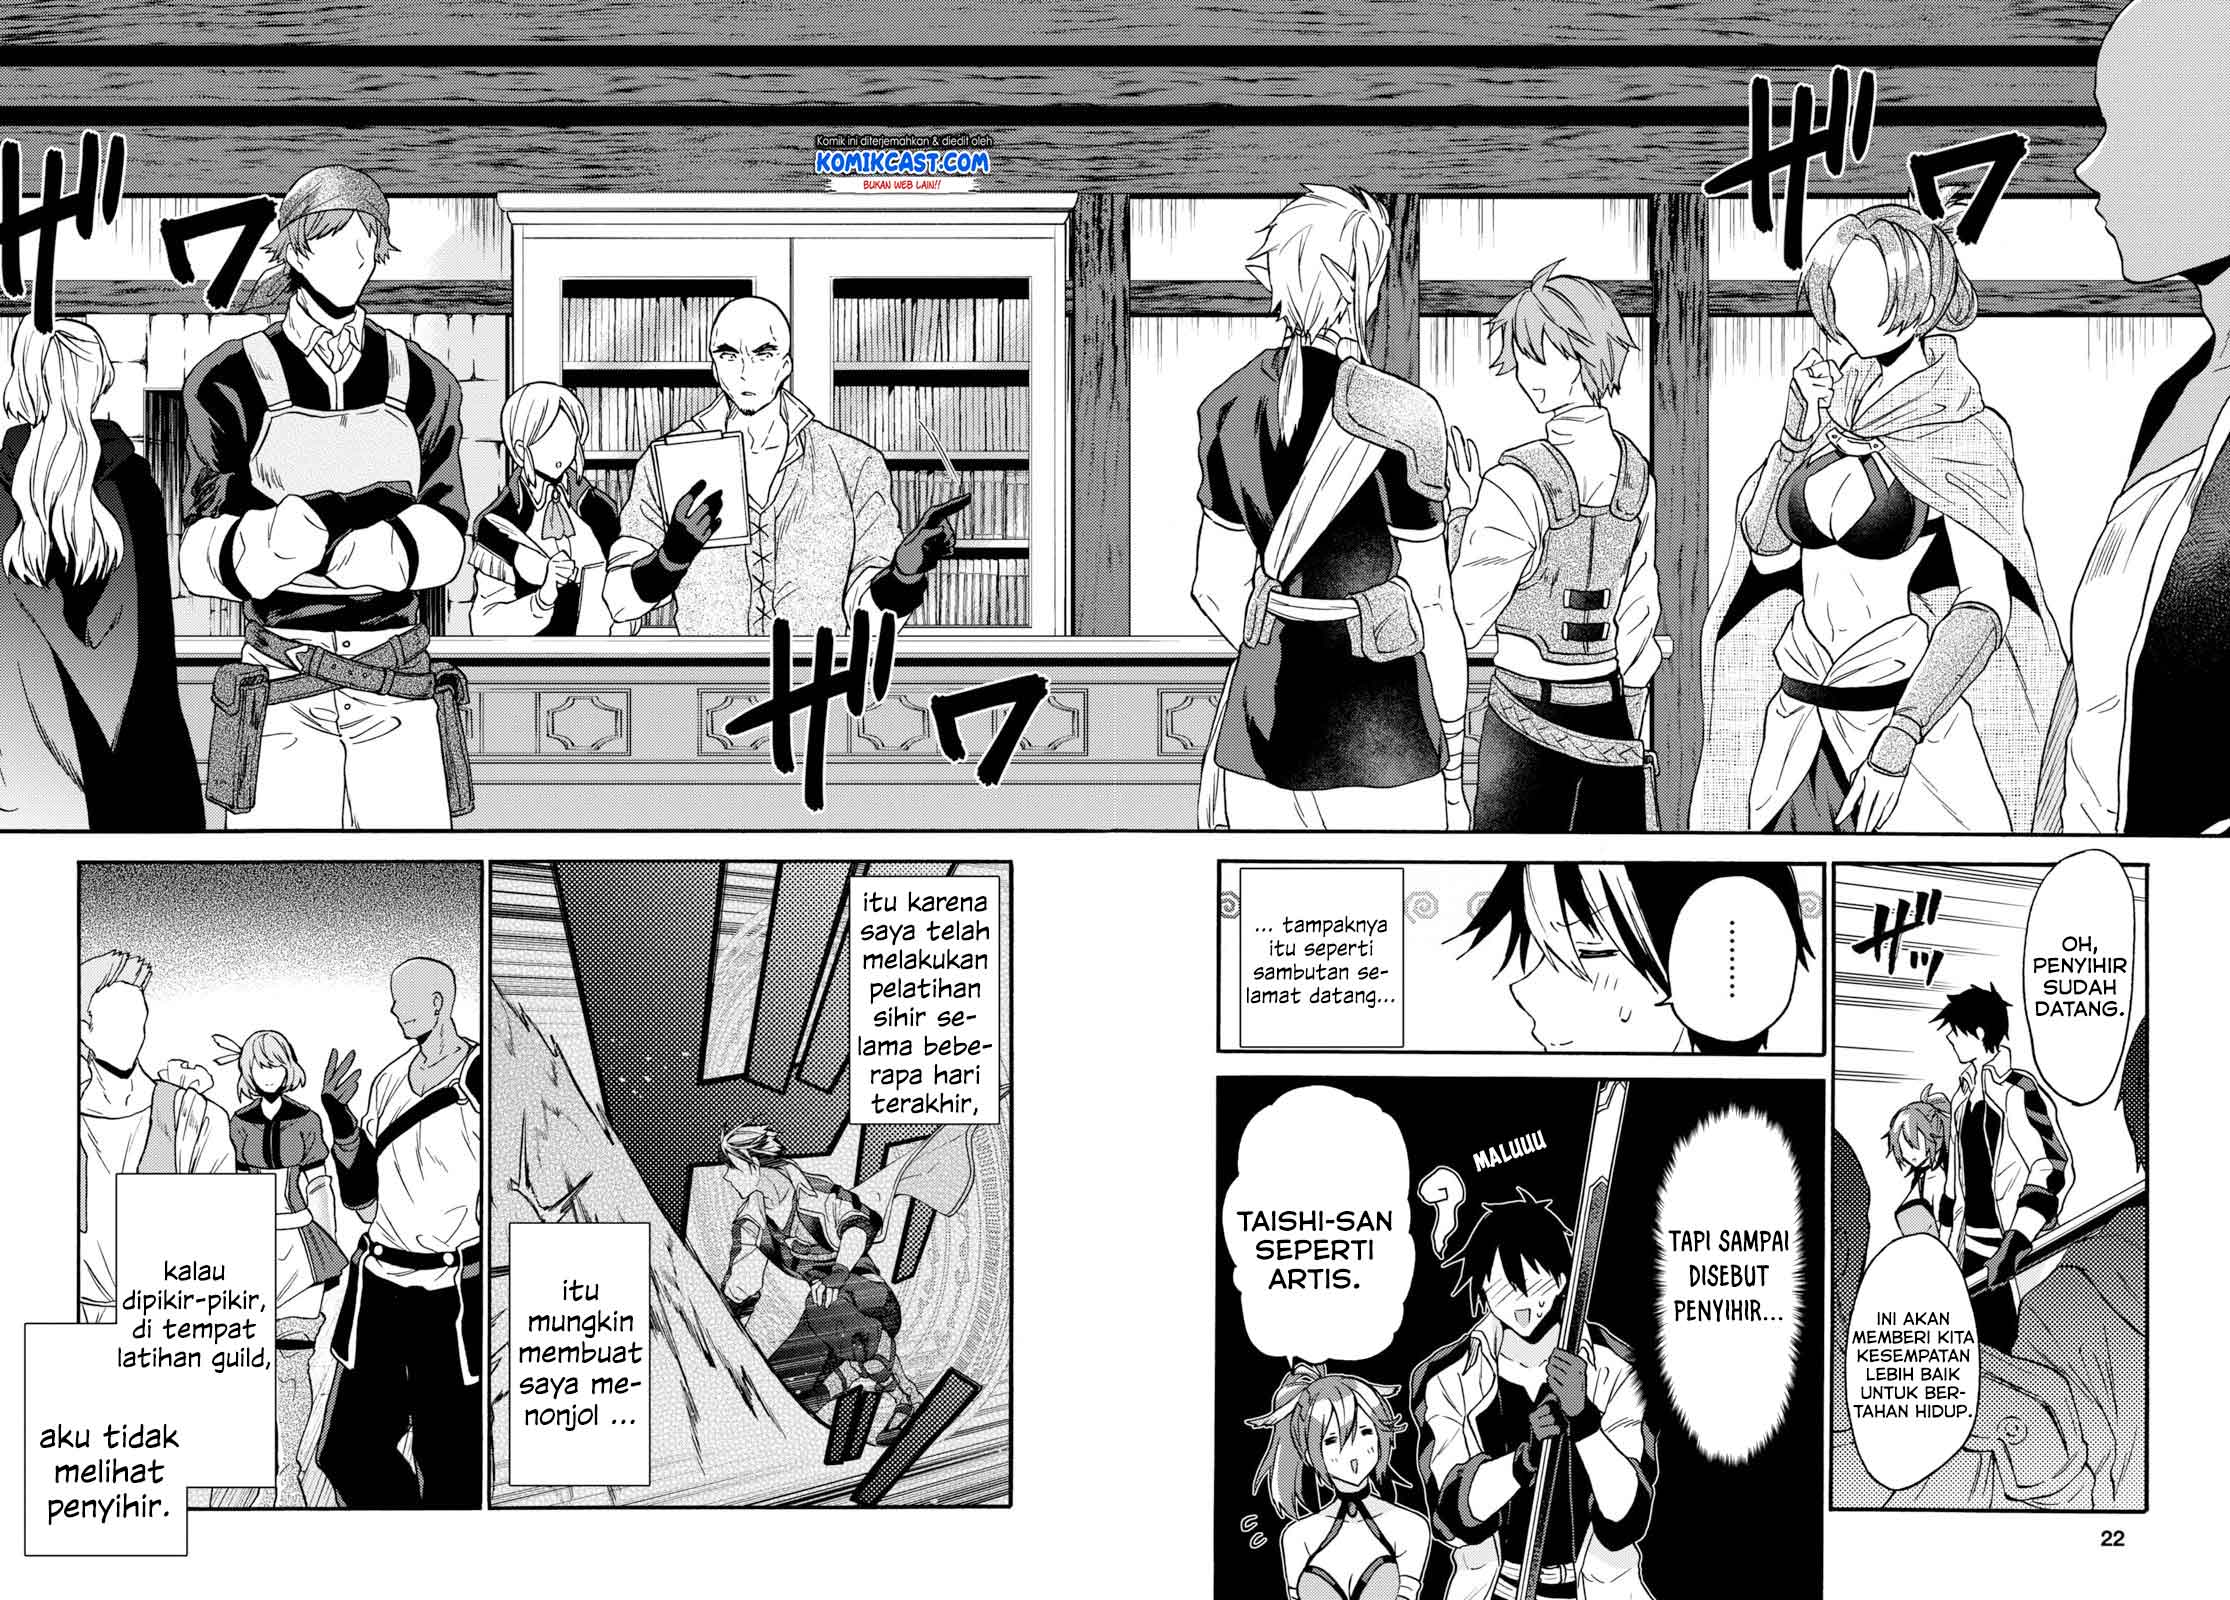 Komik ini diterjemahkan & diedit oleh
KOMIKCAST.COM
BUKAN WEB LAIN!!
ザワ
ザワ
ザワ
OH,
PENYIHIR
SUDAH
DATANG.
ザッ
INI AKAN
MEMBERI KITA
KESEMPATAN
LEBIH BAIK
UNTUK BER-
TAHAN HIDUP.
.........
... tampaknya
itu seperti
sambutan se-
lamat datang...
TAPI SAMPAI
DISEBUT
PENYIHIR...
MALUUU
TAISHI-SAN
SEPERTI
ARTIS.
itu karena
saya telah
melakukan
pelatihan
sihir se-
lama bebe-
rapa hari
terakhir,
itu
mungkin
membuat
saya me-
nonjol ...
kalau
dipikir-pikir,
di tempat
latihan guild,
aku tidak
melihat
penyihir.
22